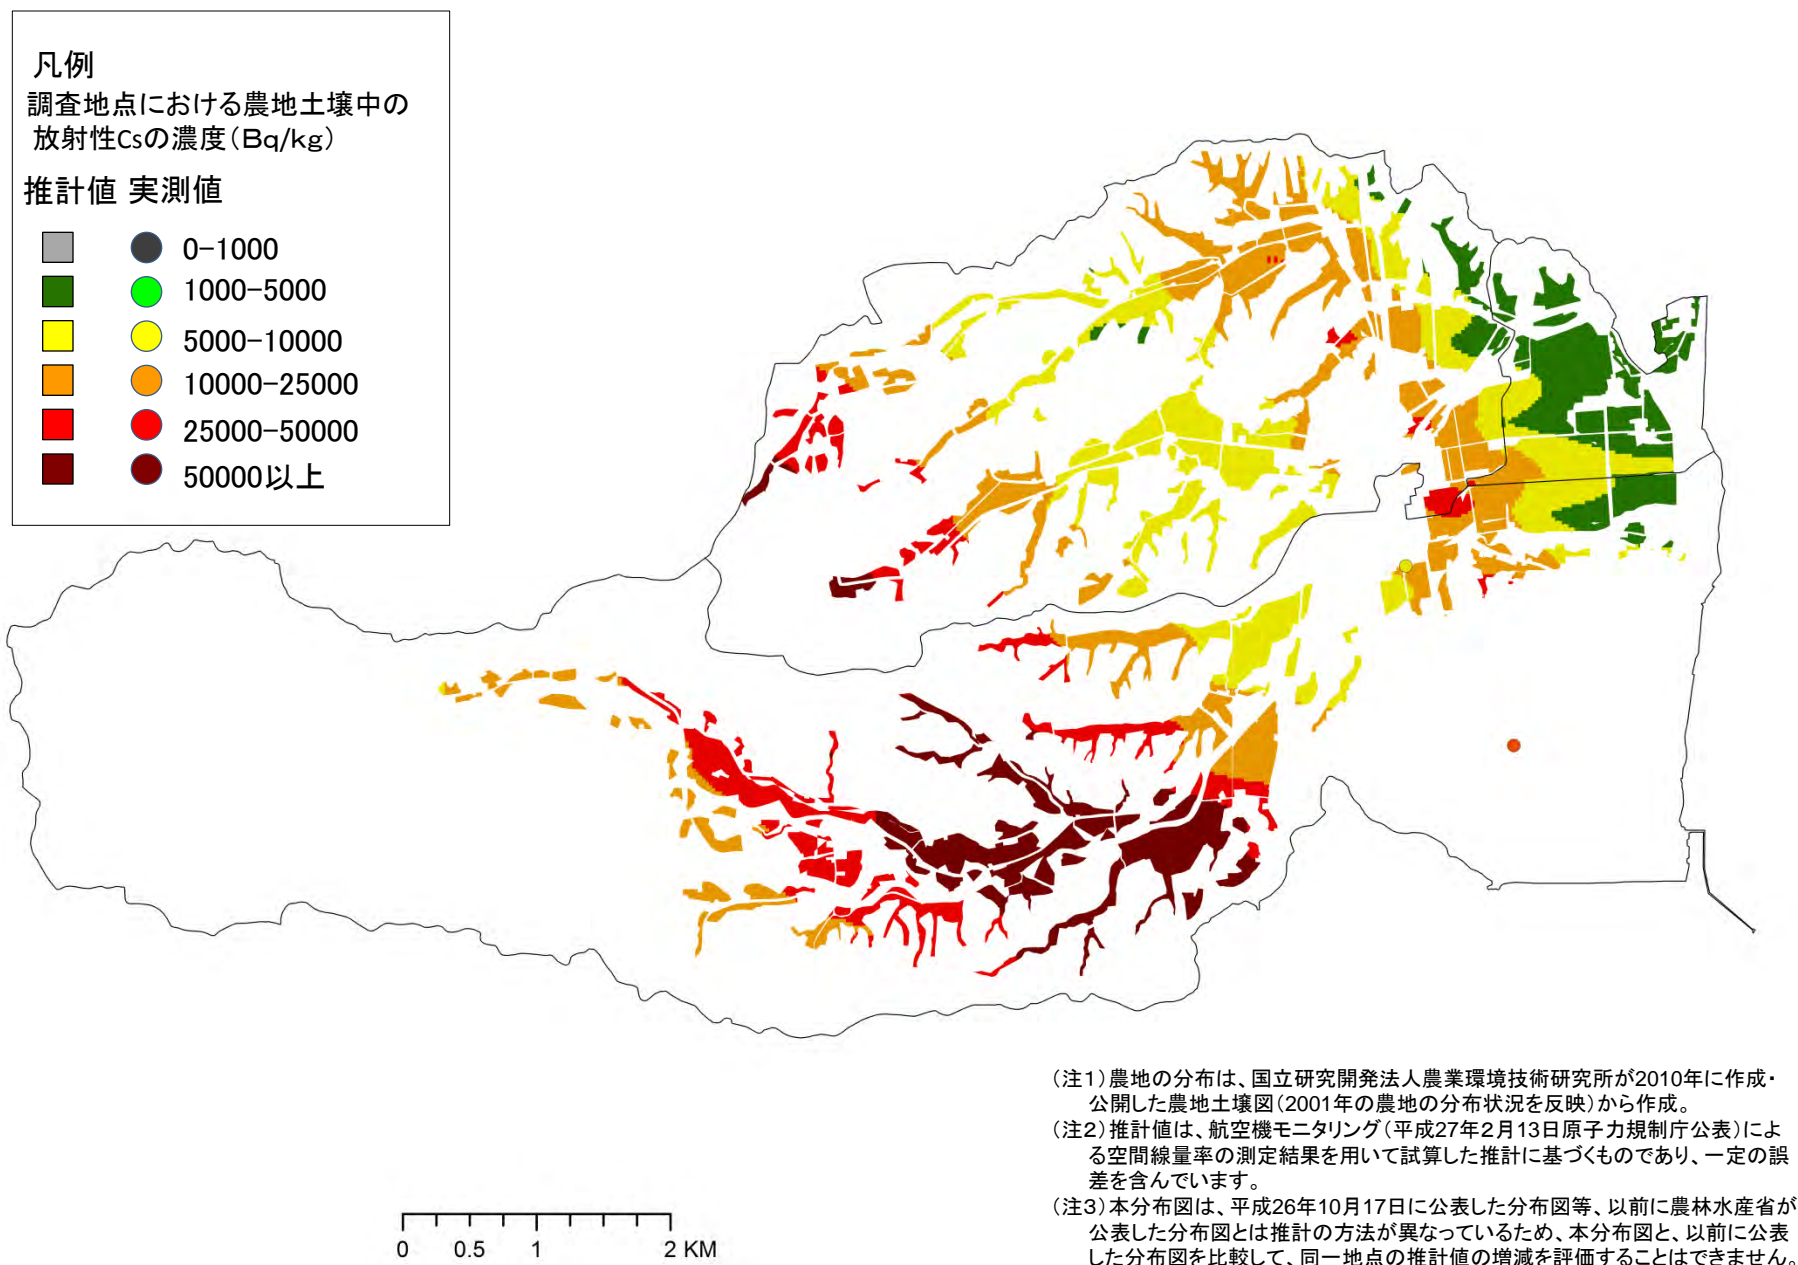 凡例
調査地点における農地土壌中の
放射性Csの濃度(Bq/kg)
推計値 実測値
0-1000
1000-5000
5000-10000
10000-25000
25000-50000
50000以上
(注1)農地の分布は、国立研究開発法人農業環境技術研究所が2010年に作成・
公開した農地土壌図(2001年の農地の分布状況を反映)から作成。
(注2)推計値は、航空機モニタリング(平成27年2月13日原子力規制庁公表)によ
る空間線量率の測定結果を用いて試算した推計に基づくものであり、一定の誤
差を含んでいます。
(注3)本分布図は、平成26年10月17日に公表した分布図等、以前に農林水産省が
公表した分布図とは推計の方法が異なっているため、本分布図と、以前に公表
した分布図を比較して、同一地点の推計値の増減を評価することはできません。
0 0.5 1 2 KM